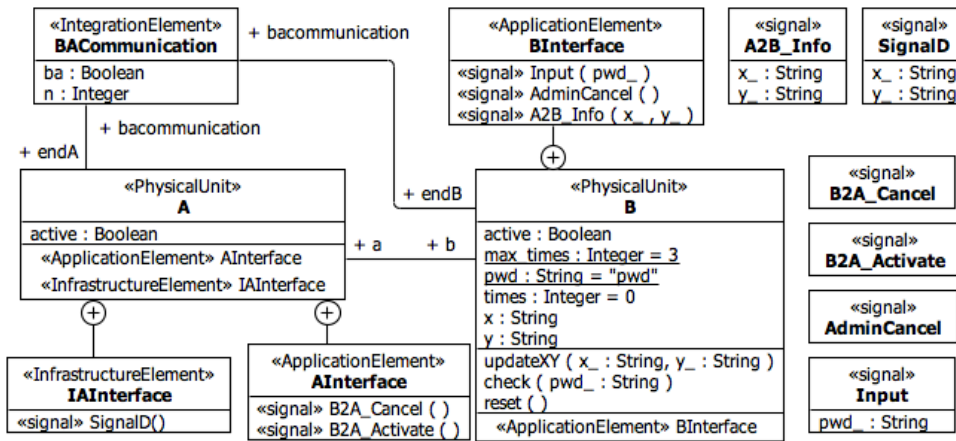 «IntegrationElement»
BACommunication
ba : Boolean
n : Integer
+ bacommunication
«ApplicationElement»
BInterface
«signal» Input ( pwd_ )
«signal» AdminCancel ( )
«signal» A2B_Info ( x_ , y_ )
«signal»
A2B_Info
x_ : String
y_ : String
«signal»
SignalD
x_ : String
y_ : String
+ bacommunication
+ endA
«PhysicalUnit»
A
active : Boolean
«ApplicationElement» AInterface
«InfrastructureElement» IAInterface
+ endB
+ a
+ b
«PhysicalUnit»
B
active : Boolean
max_times : Integer = 3
pwd : String = "pwd"
times : Integer = 0
x : String
y : String
updateXY ( x_ : String, y_ : String )
check ( pwd_ : String )
reset ( )
«ApplicationElement» BInterface
«signal»
B2A_Cancel
«signal»
B2A_Activate
«signal»
AdminCancel
«signal»
Input
pwd_ : String
«InfrastructureElement»
IAInterface
«signal» SignalD()
«ApplicationElement»
AInterface
«signal» B2A_Cancel ( )
«signal» B2A_Activate ( )